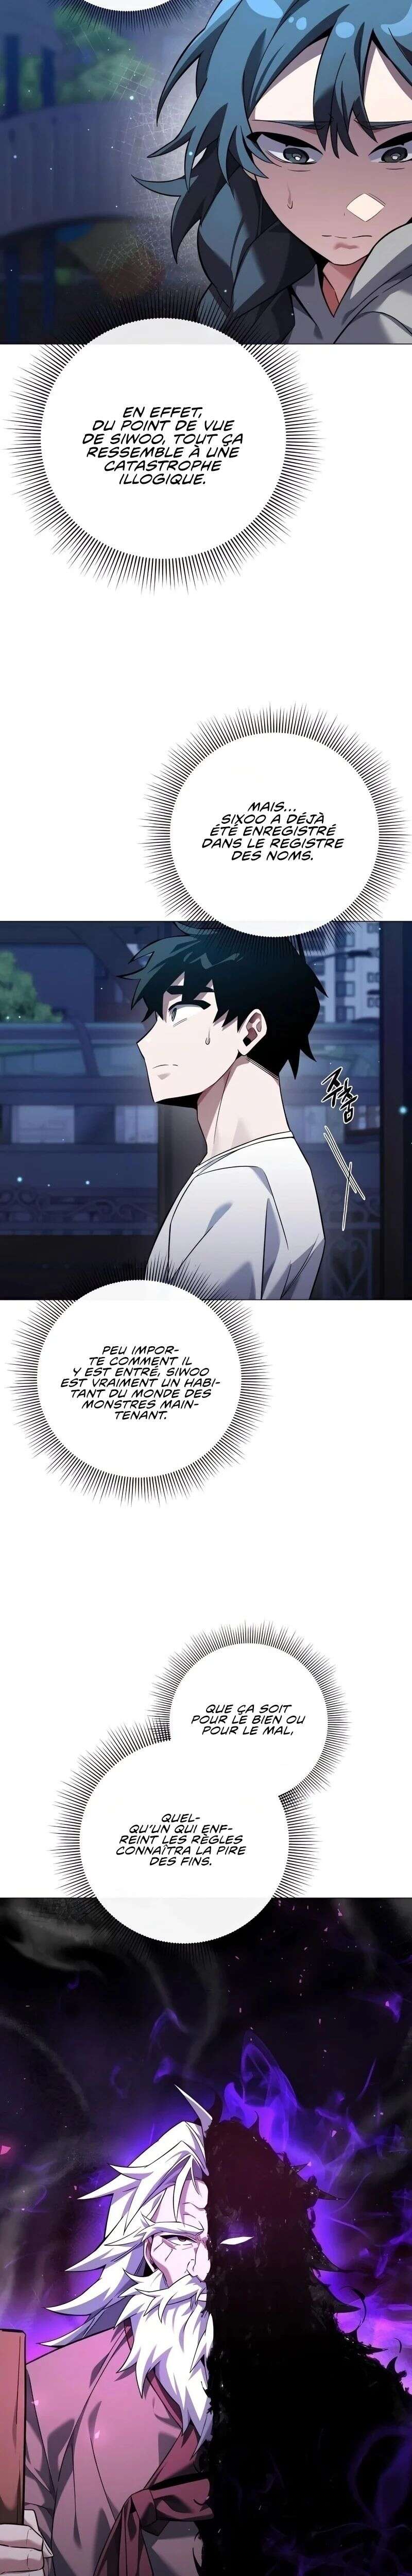 EN EFFET,
DU POINT DE VUE
DE SIWOO, TOUT ÇA
RESSEMBLE À UNE
CATASTROPHE
ILLOGIQUE.
MAIS...
SIXOO A DÉJÀ
ÉTÉ ENREGISTRÉ
DANS LE REGISTRE
DES NOMS.
주춤
PEU IMPOR-
TE COMMENT IL
Y EST ENTRÉ, SIWOO
EST VRAIMENT UN HABI-
TANT DU MONDE DES
MONSTRES MAIN-
TENANT.
QUE ÇA SOIT
POUR LE BIEN OU
POUR LE MAL,
QUEL-
QU'UN QUI ENF-
REINT LES RÈGLES
CONNAÎTRA LA PIRE
DES FINS.